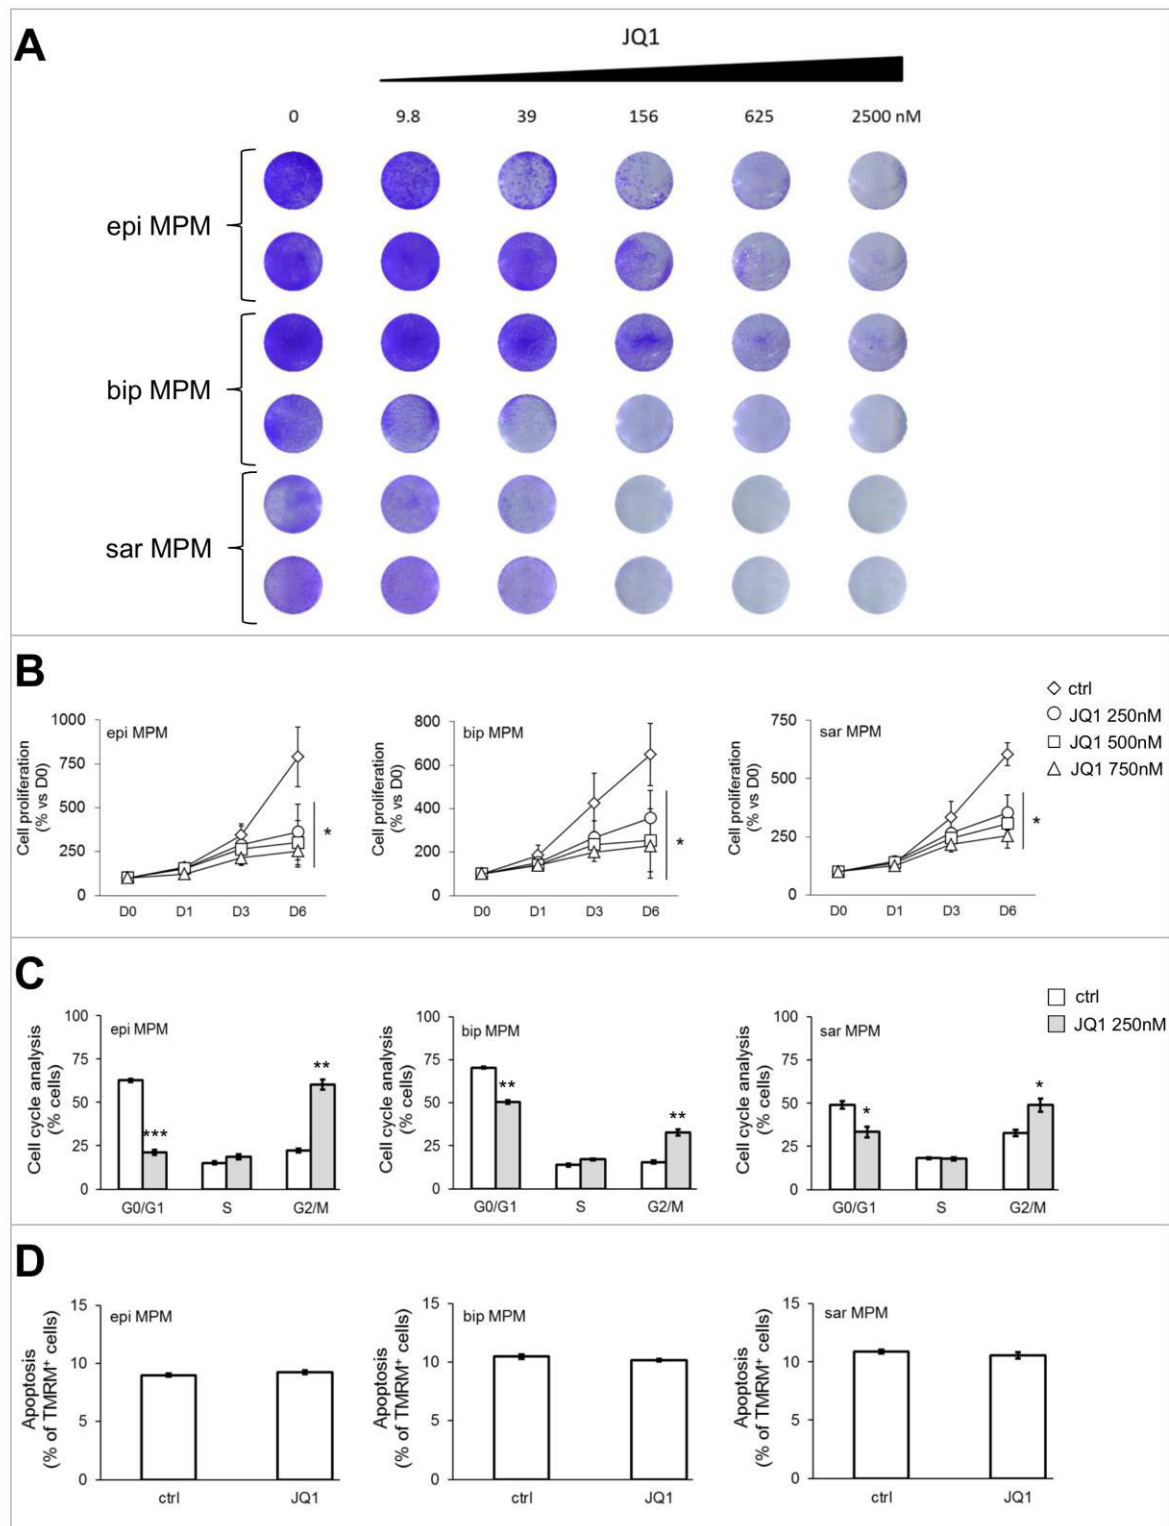 A
JQ1
0 9.8 39 156 625 2500 nM
epi MPM
bip MPM
sar MPM
B
ctrl
JQ1 250nM
JQ1 500nM
JQ1 750nM
epi MPM
Cell proliferation
(% vs D0)
1000
750
500
250
0
*
D0 D1 D3 D6
bip MPM
Cell proliferation
(% vs D0)
800
600
400
200
0
*
D0 D1 D3 D6
sar MPM
Cell proliferation
(% vs D0)
750
500
250
0
*
D0 D1 D3 D6
C
ctrl
JQ1 250nM
epi MPM
Cell cycle analysis
(% cells)
100
75
50
25
0
*** **
G0/G1 S G2/M
bip MPM
Cell cycle analysis
(% cells)
100
75
50
25
0
** **
G0/G1 S G2/M
sar MPM
Cell cycle analysis
(% cells)
100
75
50
25
0
* *
G0/G1 S G2/M
D
epi MPM
Apoptosis
(% of TMRM⁺ cells)
15
10
5
0
ctrl JQ1
bip MPM
Apoptosis
(% of TMRM⁺ cells)
15
10
5
0
ctrl JQ1
sar MPM
Apoptosis
(% of TMRM⁺ cells)
15
10
5
0
ctrl JQ1